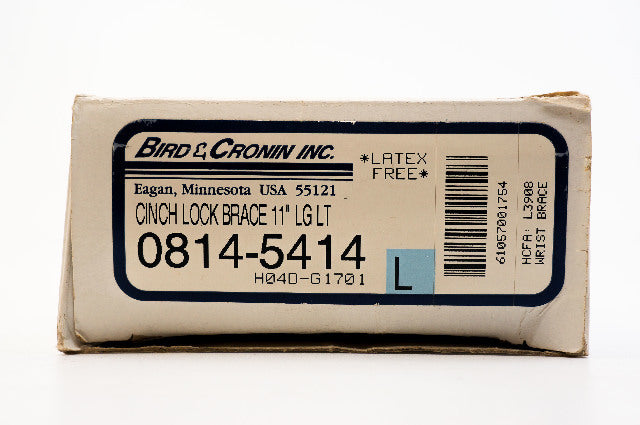 BIRD & CRONIN INC.
Eagan, Minnesota USA 55121
CINCH LOCK BRACE 11" LG LT
0814-5414
H04D-G1701
L
*LATEX
FREE*
61057001754
HCFA: L3908
WRIST BRACE